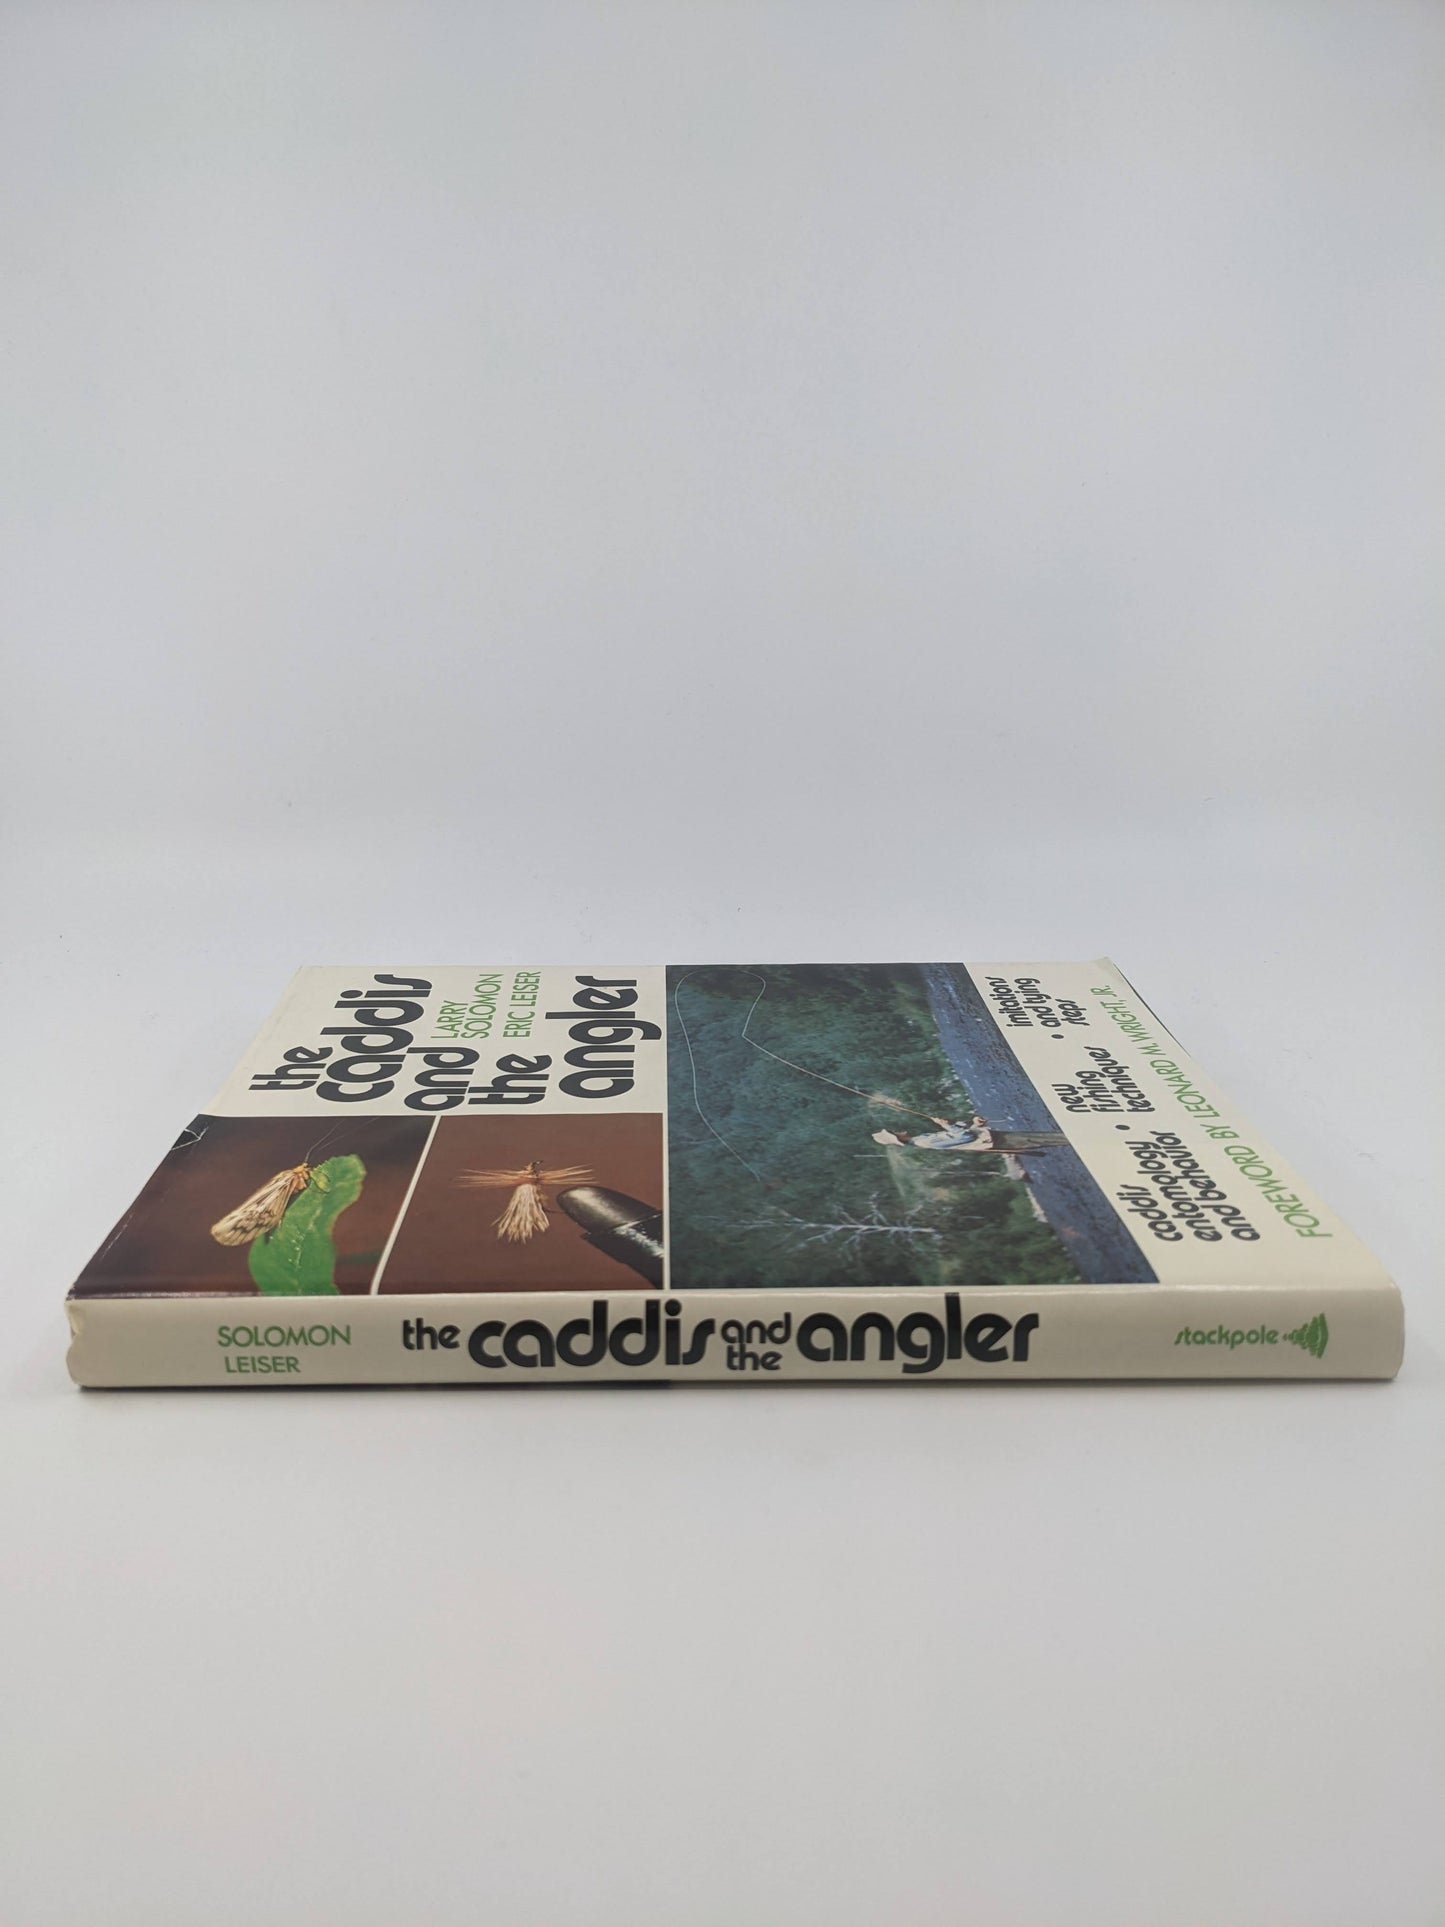 the
caddis
and
the
angler
LARRY
SOLOMON
ERIC LEISER
caddis
entomology
and behavior
• new
fishing
techniques
• imitations
and tying
steps
FOREWORD BY LEONARD M. WRIGHT, JR.
SOLOMON
LEISER
the caddis and the angler
stackpole